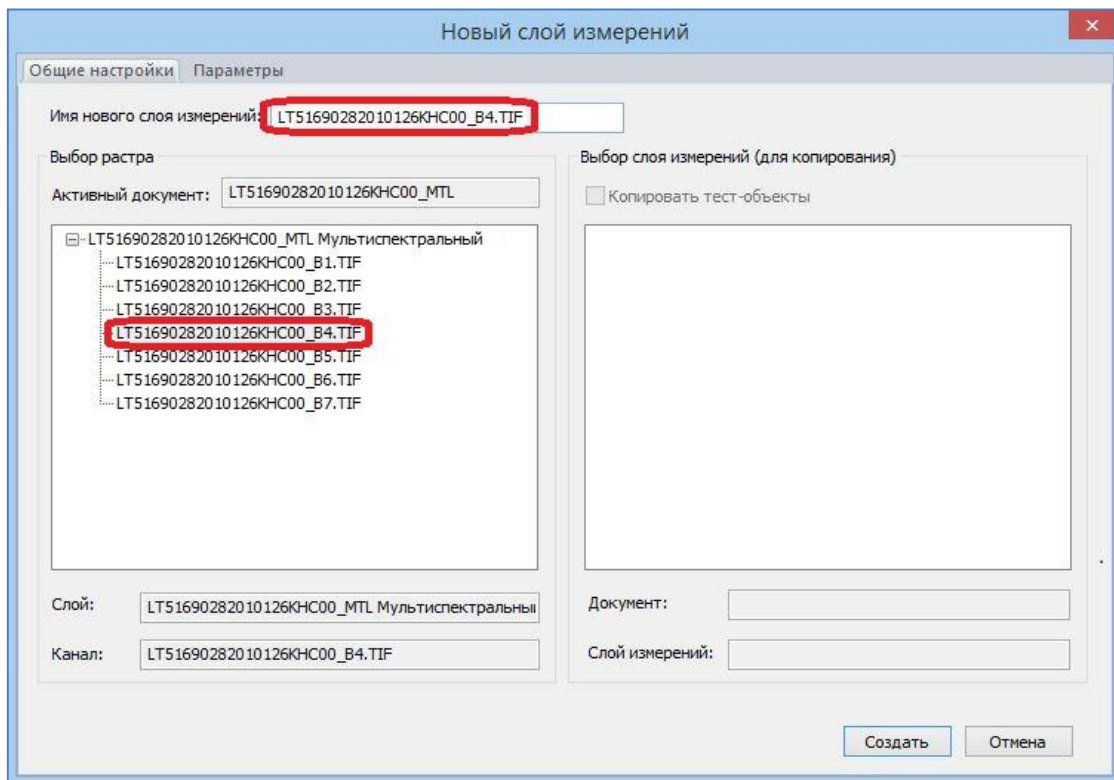 Новый слой измерений
Общие настройки Параметры
Имя нового слоя измерений: LT51690282010126KHC00_B4.TIF
Выбор растра
Активный документ: LT51690282010126KHC00_MTL
LT51690282010126KHC00_MTL Мультиспектральный
LT51690282010126KHC00_B1.TIF
LT51690282010126KHC00_B2.TIF
LT51690282010126KHC00_B3.TIF
LT51690282010126KHC00_B4.TIF
LT51690282010126KHC00_B5.TIF
LT51690282010126KHC00_B6.TIF
LT51690282010126KHC00_B7.TIF
Слой: LT51690282010126KHC00_MTL Мультиспектральны
Канал: LT51690282010126KHC00_B4.TIF
Выбор слоя измерений (для копирования)
Копировать тест-объекты
Документ:
Слой измерений:
Создать Отмена